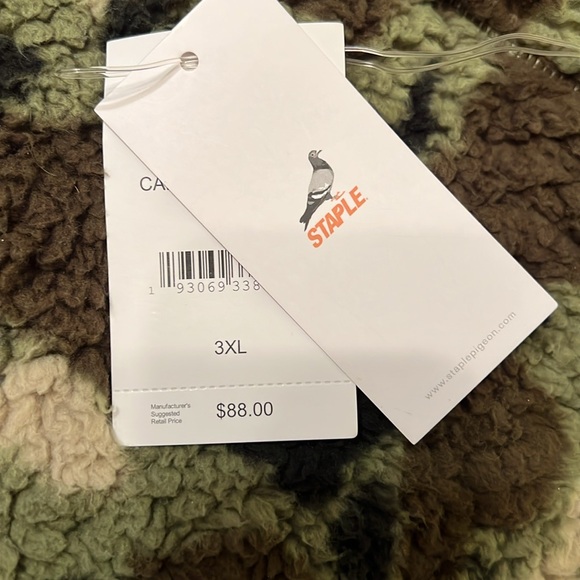 STAPLE
www.staplepigeon.com
CA
1 93069 338
3XL
Manufacturer's
Suggested
Retail Price
$88.00